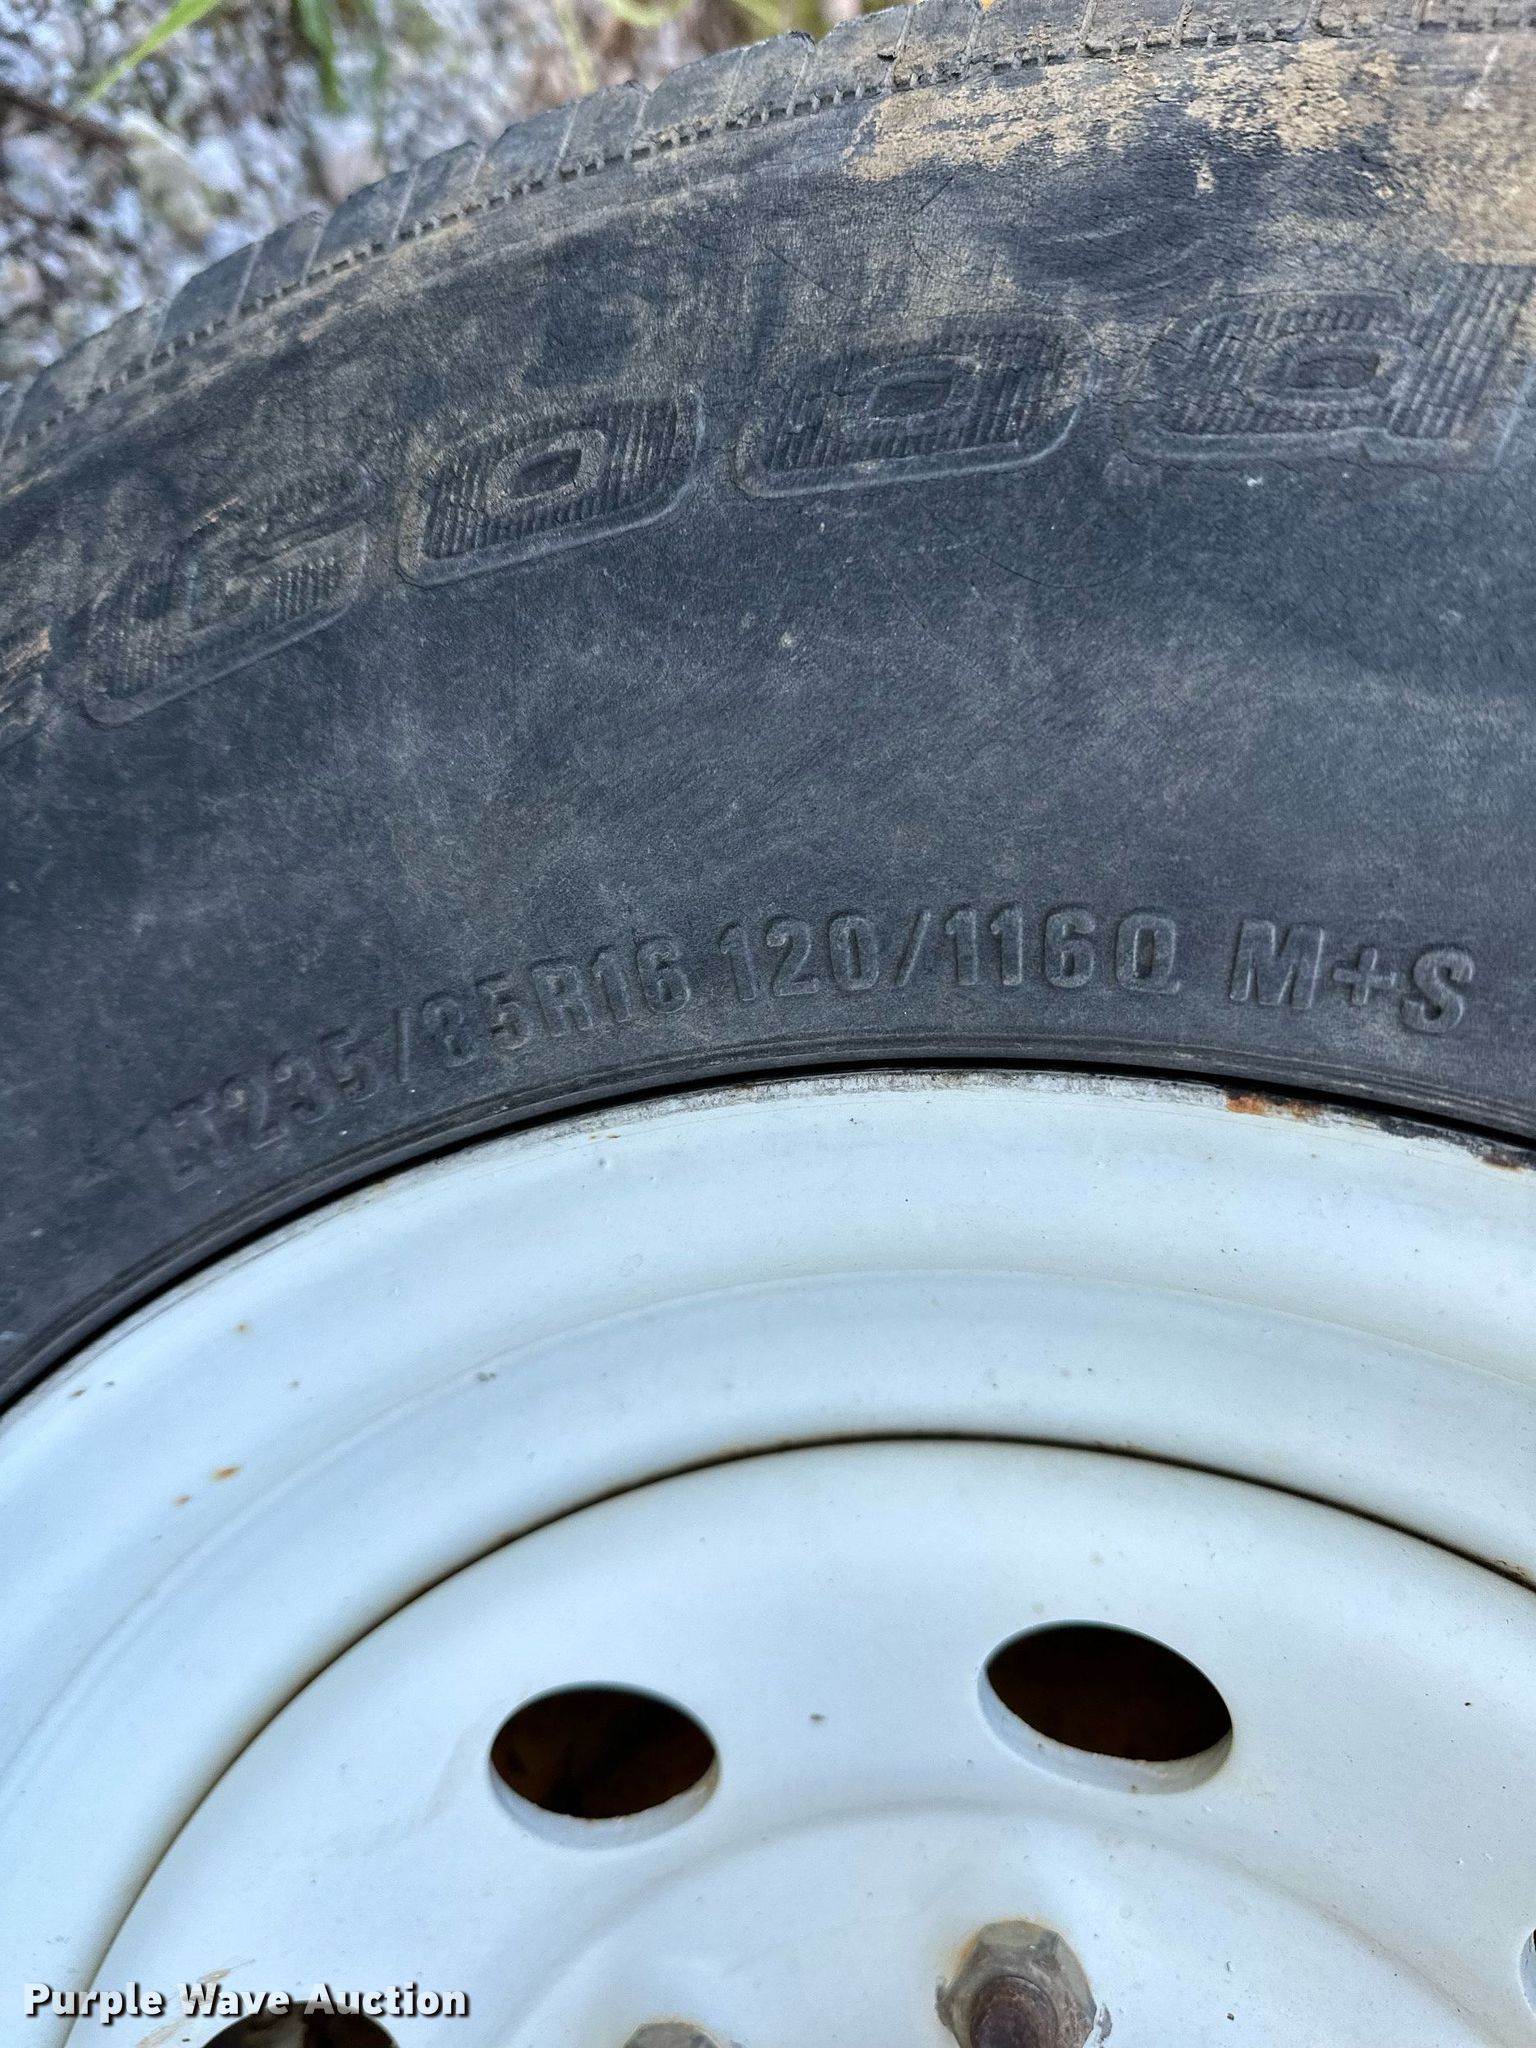 LT235/85R16 120/116Q M+S
Purple Wave Auction